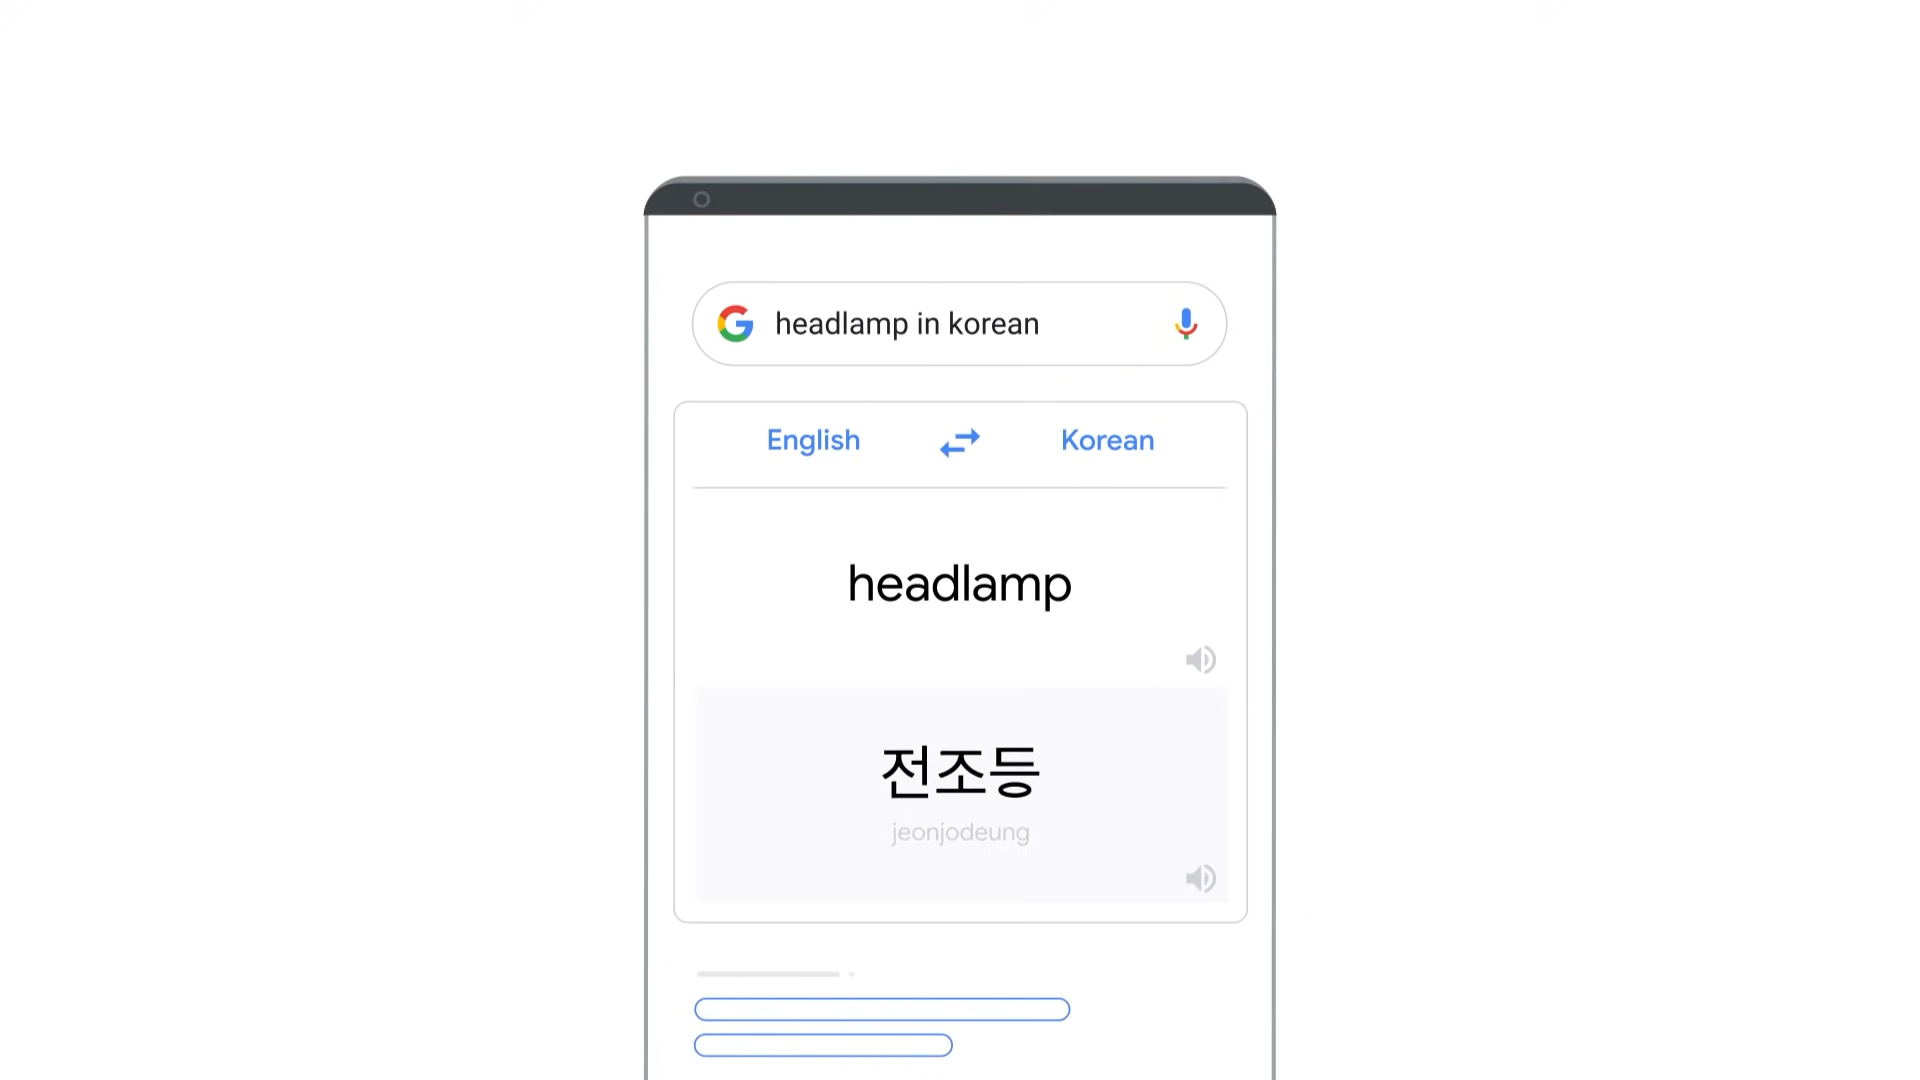 headlamp in korean
English Korean
headlamp
전조등
jeonjodeung